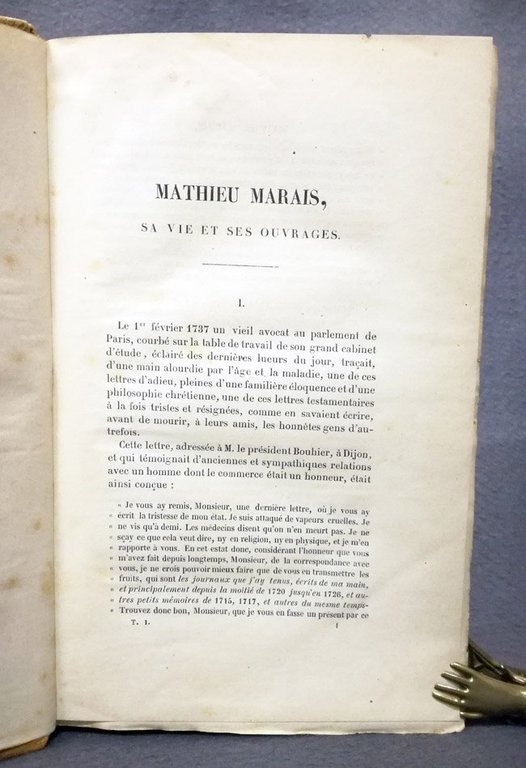 MATHIEU MARAIS,
SA VIE ET SES OUVRAGES.
I.
Le 1er février 1737 un vieil avocat au parlement de
Paris, courbé sur la table de travail de son grand cabinet
d'étude, éclairé des dernières lueurs du jour, traçait,
d'une main alourdie par l'âge et la maladie, une de ces
lettres d'adieu, pleines d'une familière éloquence et d'une
philosophie chrétienne, une de ces lettres testamentaires
à la fois tristes et résignées, comme en savaient écrire,
avant de mourir, à leurs amis, les honnêtes gens d'au-
trefois.
Cette lettre, adressée à M. le président Bouhier, à Dijon,
et qui témoignait d'anciennes et sympathiques relations
avec un homme dont le commerce était un honneur, était
ainsi conçue :
« Je vous ay remis, Monsieur, une dernière lettre, où je vous ay
« écrit la tristesse de mon état. Je suis attaqué de vapeurs cruelles. Je
« ne vis qu'à demi. Les médecins disent qu'on n'en meurt pas. Je ne
« sçay ce que cela veut dire, ny en religion, ny en physique, et je m'en
« rapporte à vous. En cet estat donc, considérant l'honneur que vous
« m'avez fait depuis longtemps, Monsieur, de la correspondance avec
« vous, je ne crois pouvoir mieux faire que de vous en transmettre les
« fruits, qui sont les journaux que j'ay tenus, écrits de ma main,
« et principalement depuis la moitié de 1720 jusqu'en 1726, et au-
« tres petits mémoires de 1715, 1717, et autres du mesme temps.
« Trouvez donc bon, Monsieur, que je vous en fasse un présent par ce
T. I. 1